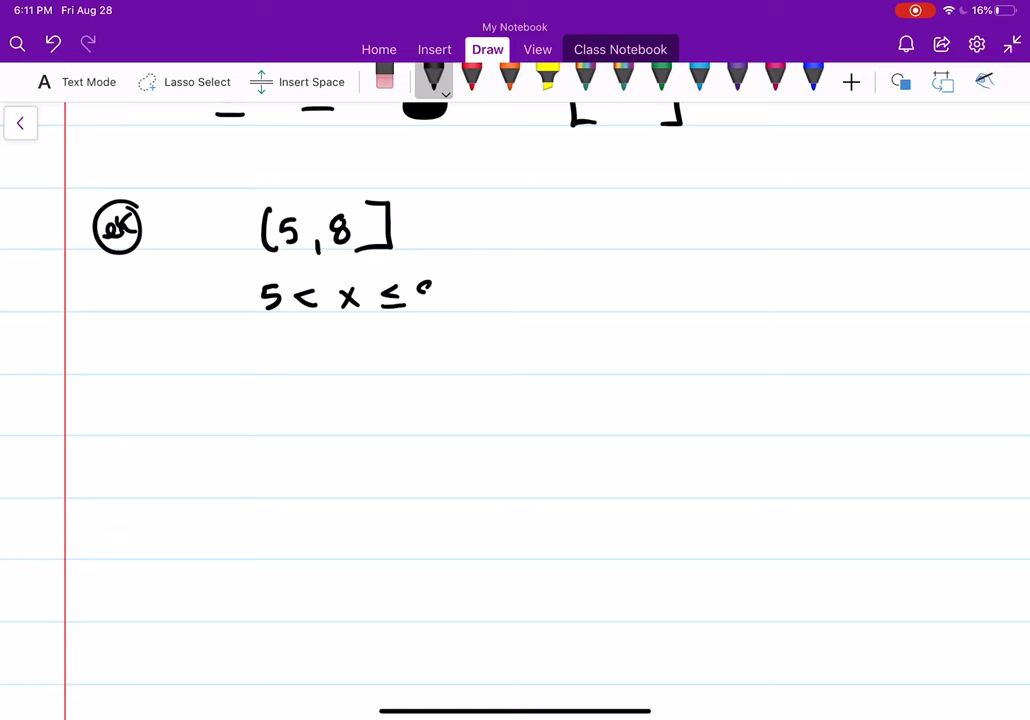 6:11 PM Fri Aug 28
16%
My Notebook
Home Insert Draw View Class Notebook
A Text Mode Lasso Select Insert Space
[ ]
ex (5,8]
5 < x ≤